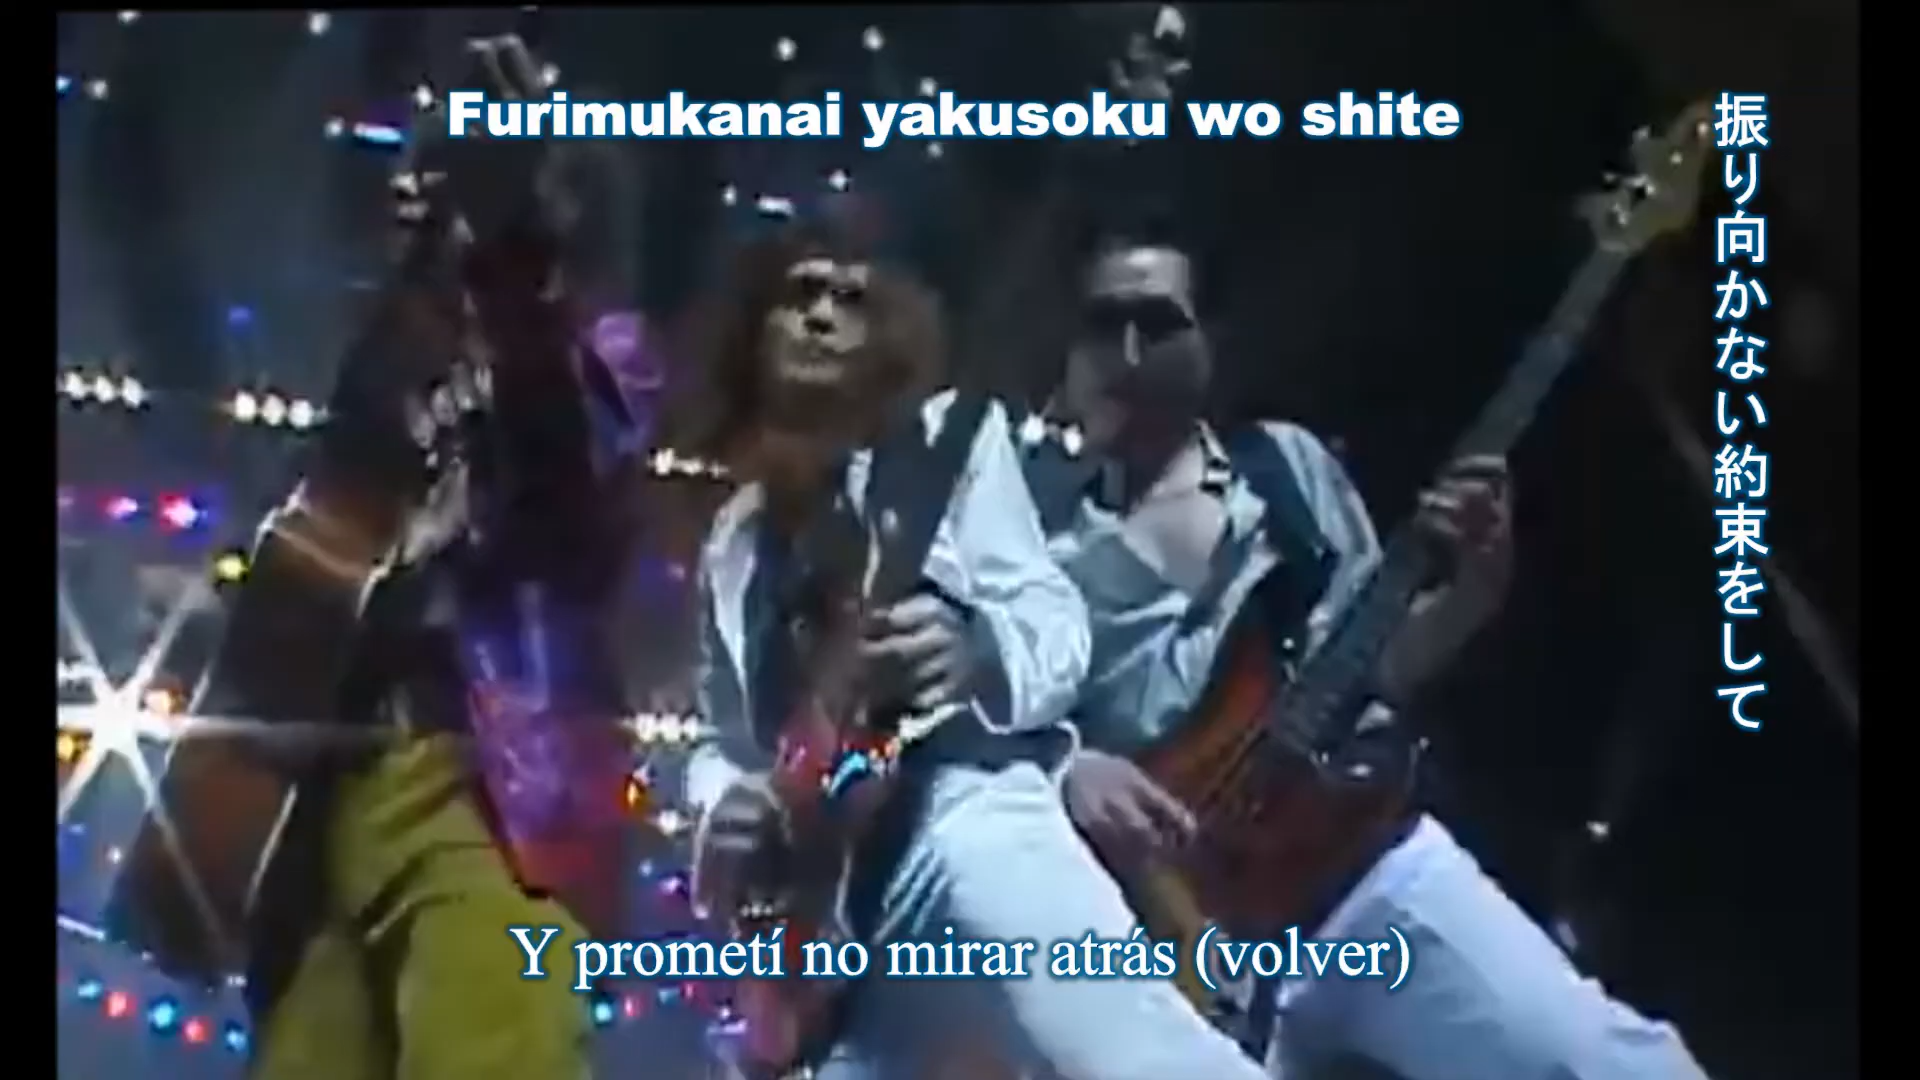 Furimukanai yakusoku wo shite
振り向かない約束をして
Y prometí no mirar atrás (volver)